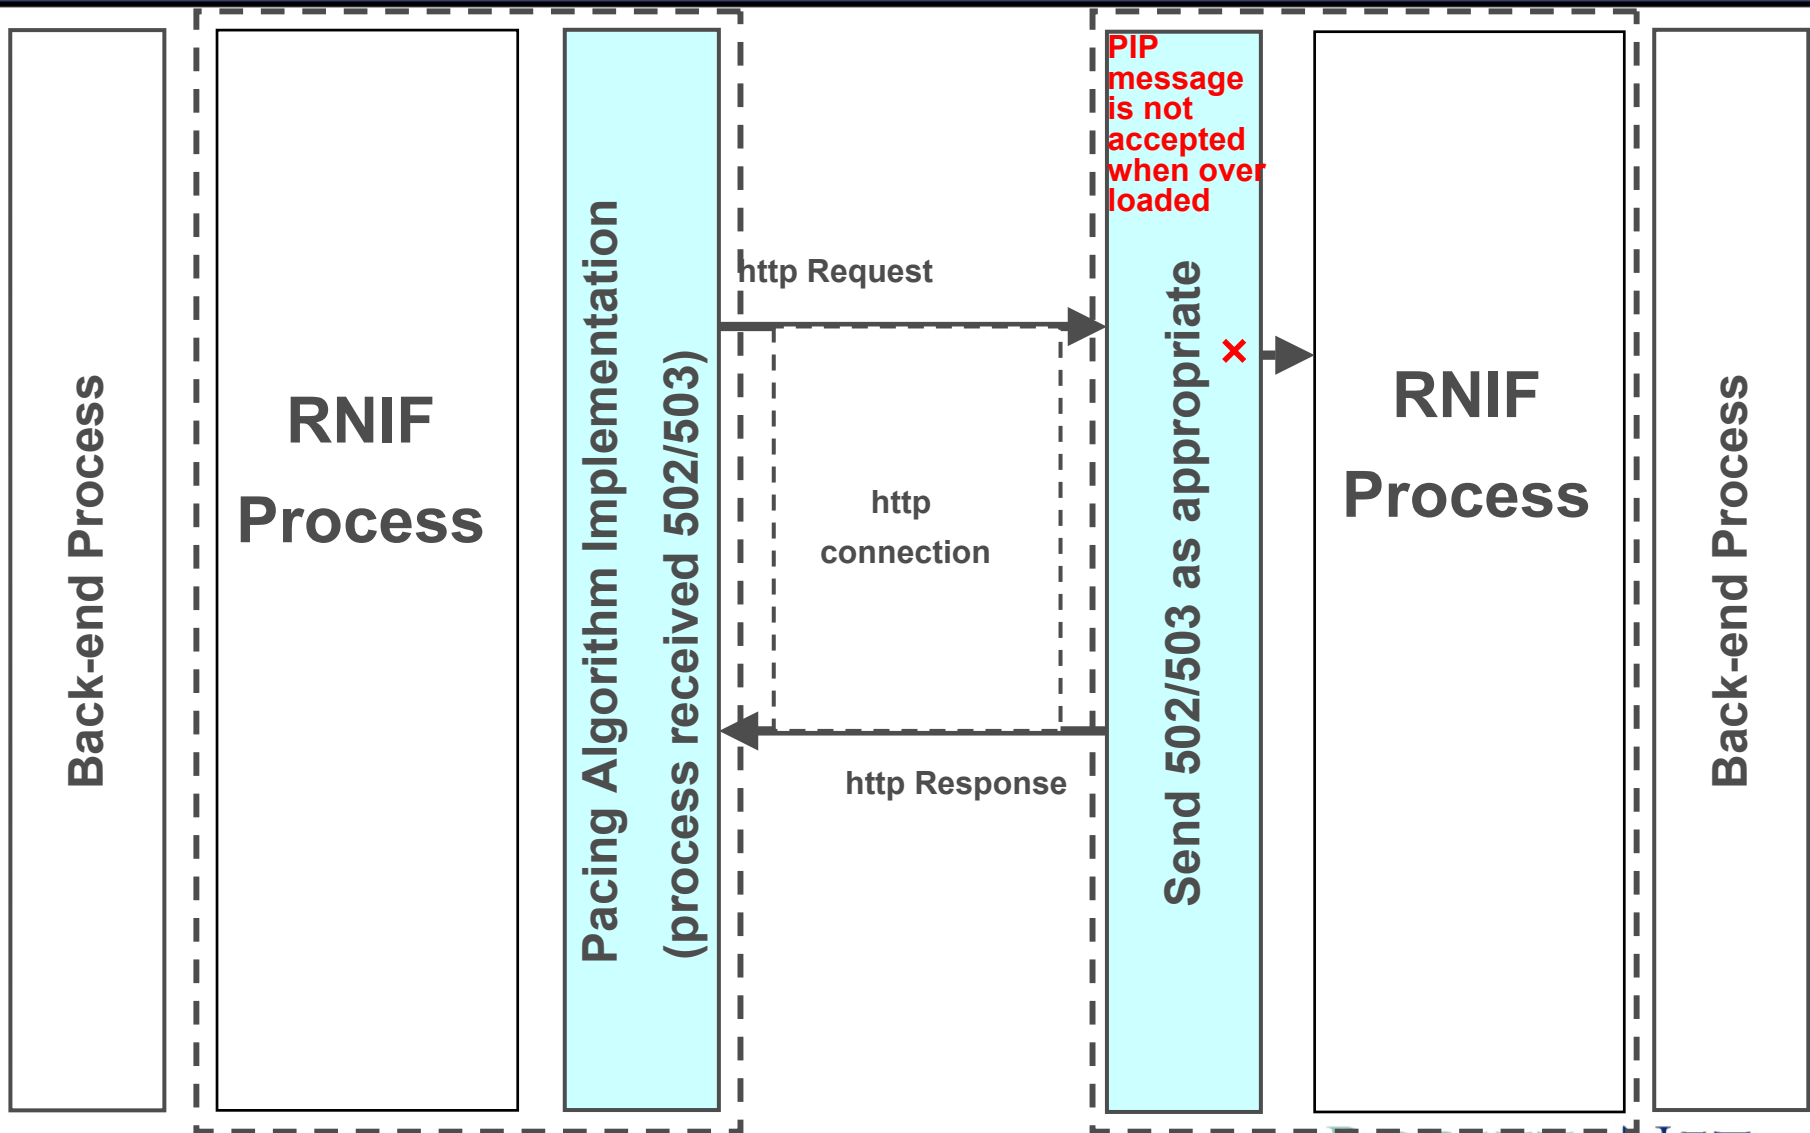 Back-end Process
RNIF
Process
Pacing Algorithm Implementation
(process received 502/503)
http Request
http
connection
http Response
PIP
message
is not
accepted
when over
loaded
Send 502/503 as appropriate
RNIF
Process
Back-end Process